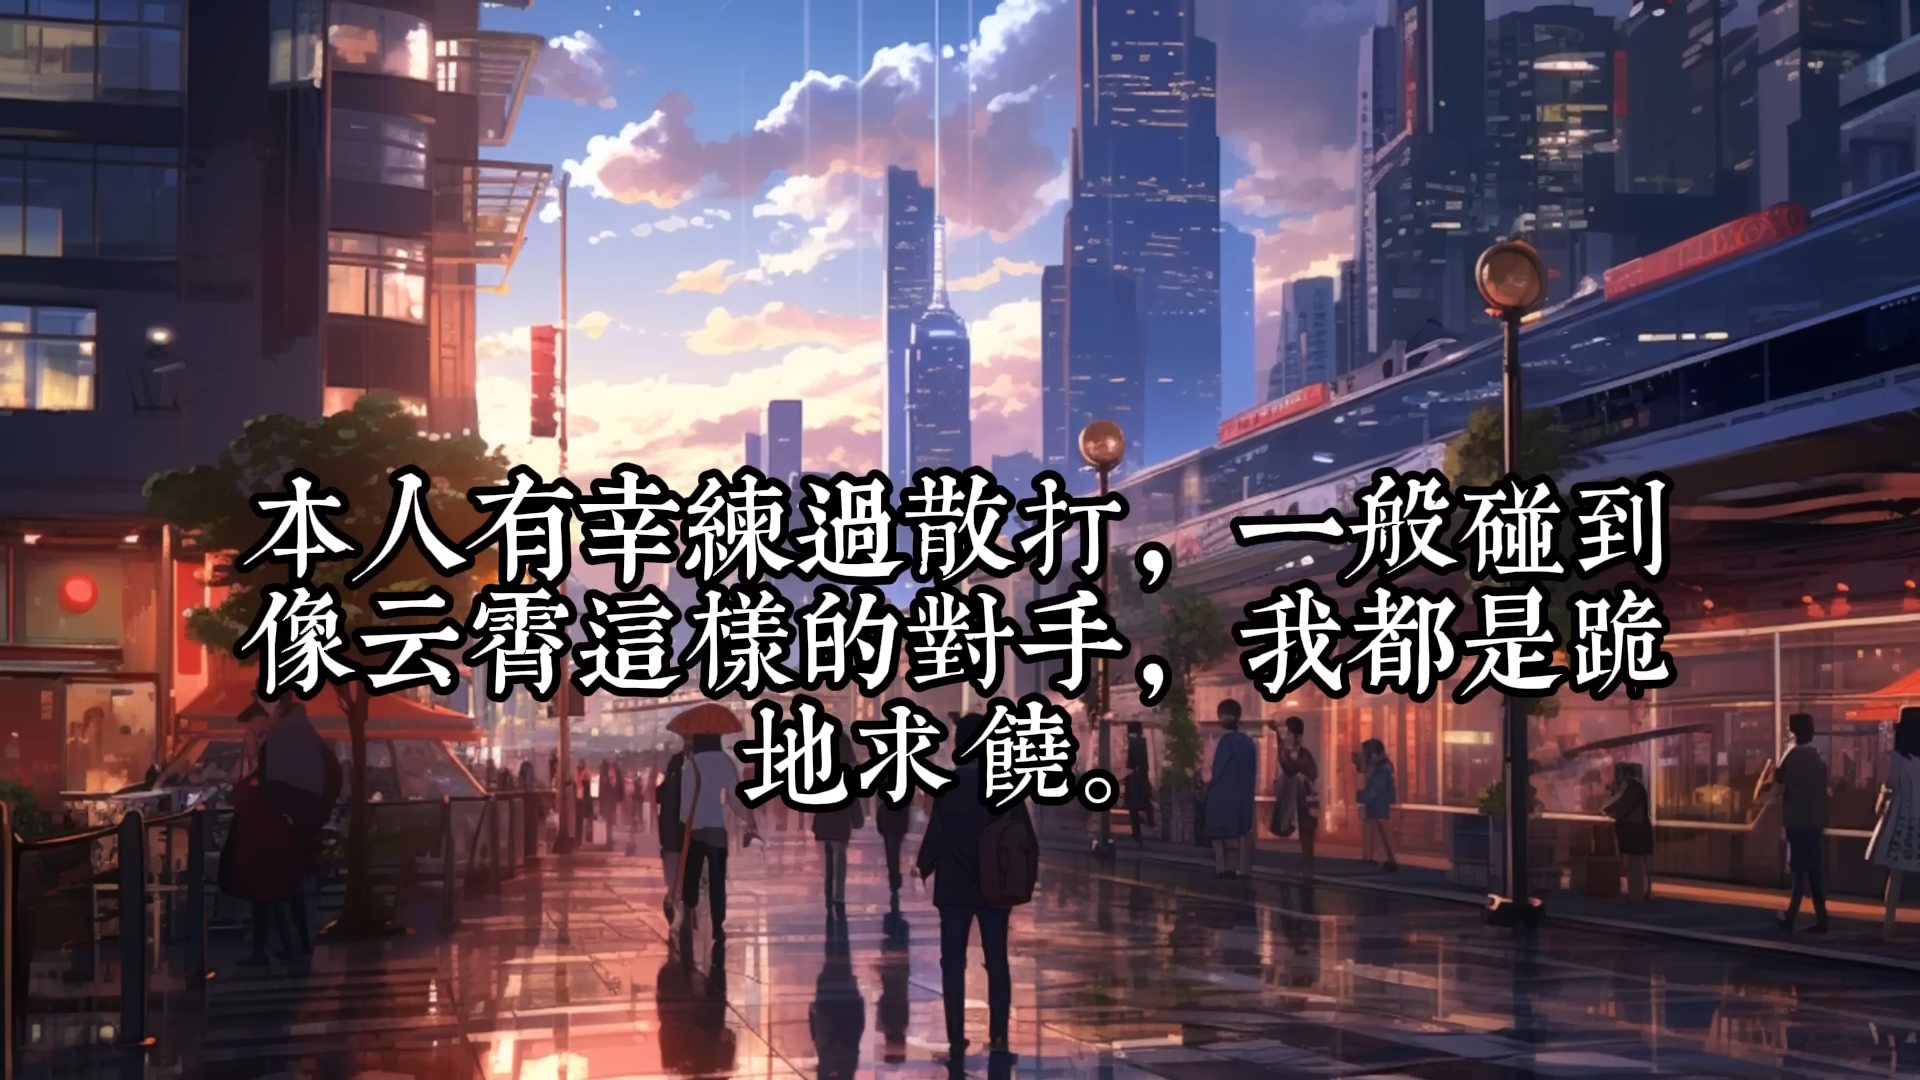 本人有幸練過散打，一般碰到
像云霄這樣的對手，我都是跪
地求饒。